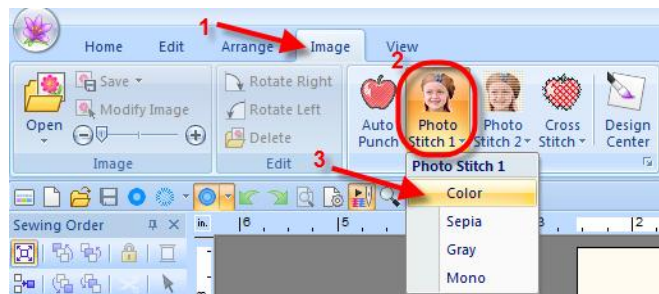 1
Home Edit Arrange Image View
2
Save
Modify Image
Open
Image
Rotate Right
Rotate Left
Delete
Edit
Auto Punch
Photo Stitch 1
Photo Stitch 2
Cross Stitch
Design Center
3
Photo Stitch 1
Color
Sepia
Gray
Mono
Sewing Order
in.
6 5 3 2